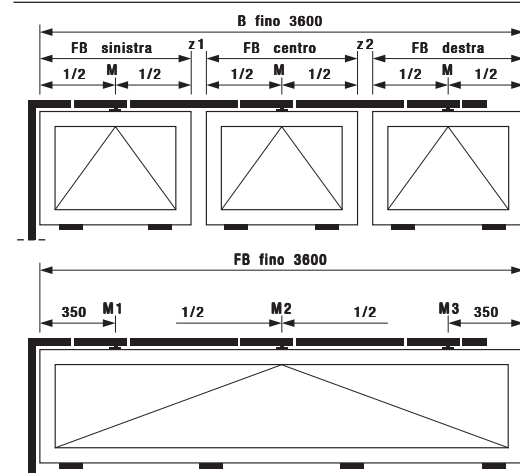 B fino 3600
FB sinistra z1 FB centro z2 FB destra
1/2 M 1/2 1/2 M 1/2 1/2 M 1/2
FB fino 3600
350 M1 1/2 M2 1/2 M3 350